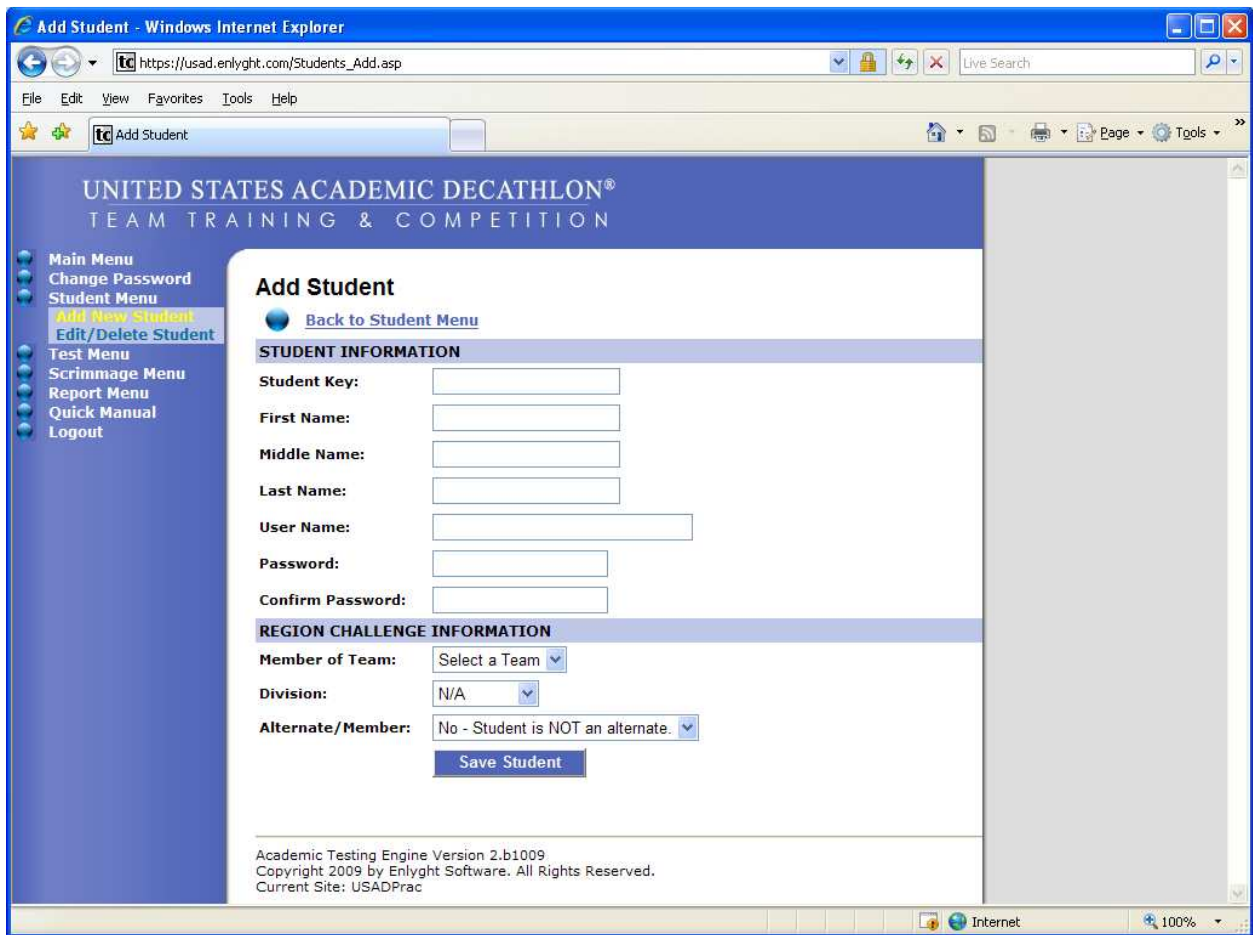 Add Student - Windows Internet Explorer
tc https://usad.enlyght.com/Students_Add.asp
Live Search
File Edit View Favorites Tools Help
tc Add Student
Page Tools »
UNITED STATES ACADEMIC DECATHLON®
TEAM TRAINING & COMPETITION
Main Menu
Change Password
Student Menu
Add New Student
Edit/Delete Student
Test Menu
Scrimmage Menu
Report Menu
Quick Manual
Logout
Add Student
Back to Student Menu
STUDENT INFORMATION
Student Key:
First Name:
Middle Name:
Last Name:
User Name:
Password:
Confirm Password:
REGION CHALLENGE INFORMATION
Member of Team: Select a Team
Division: N/A
Alternate/Member: No - Student is NOT an alternate.
Save Student
Academic Testing Engine Version 2.b1009
Copyright 2009 by Enlyght Software. All Rights Reserved.
Current Site: USADPrac
Internet 100%